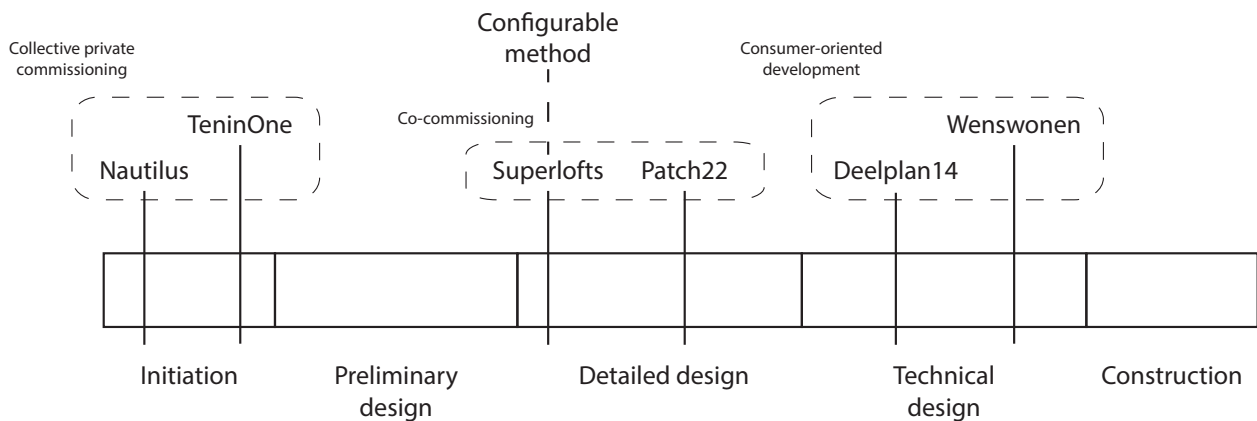 Configurable
method
Collective private
commissioning
Consumer-oriented
development
Co-commissioning
TeninOne
Wenswonen
Nautilus
Superlofts
Patch22
Deelplan14
Initiation
Preliminary
design
Detailed design
Technical
design
Construction